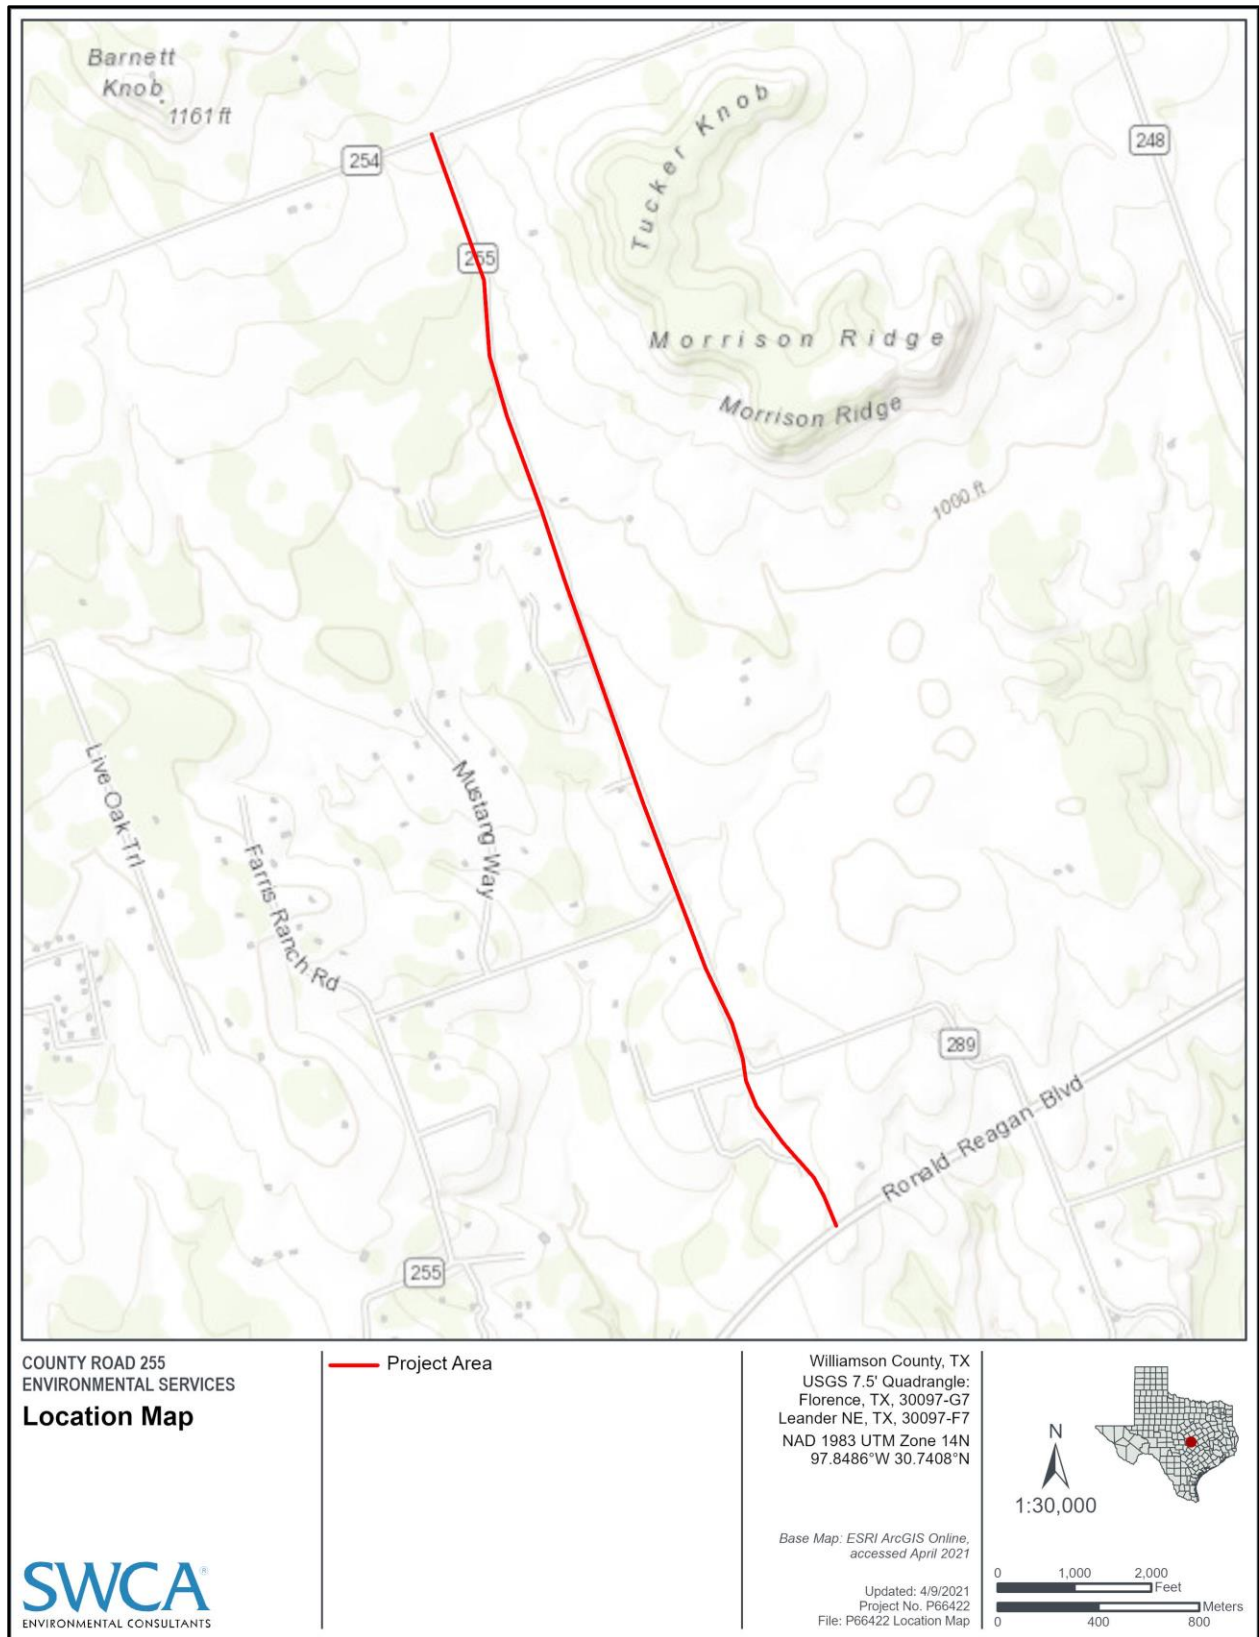 Barnett
Knob
1161 ft
254
Tucker Knob
248
255
Morrison Ridge
Morrison Ridge
1000 ft
Live Oak Trl
Mustang Way
Farris Ranch Rd
289
Ronald Reagan Blvd
255
COUNTY ROAD 255
ENVIRONMENTAL SERVICES
Location Map
SWCA®
ENVIRONMENTAL CONSULTANTS
Project Area
Williamson County, TX
USGS 7.5' Quadrangle:
Florence, TX, 30097-G7
Leander NE, TX, 30097-F7
NAD 1983 UTM Zone 14N
97.8486°W 30.7408°N
Base Map: ESRI ArcGIS Online,
accessed April 2021
Updated: 4/9/2021
Project No. P66422
File: P66422 Location Map
N
1:30,000
0 1,000 2,000
Feet
Meters
0 400 800